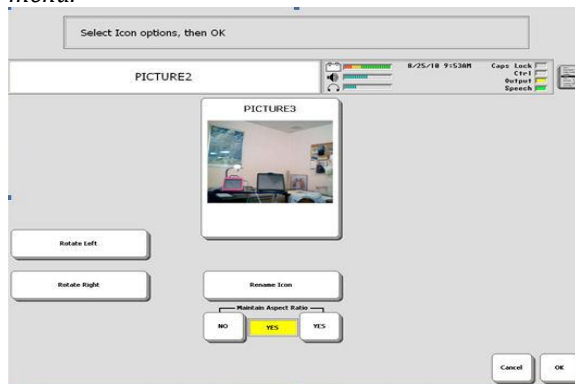 menu.
Select Icon options, then OK
PICTURE2
8/25/10 9:53AM
Caps Lock
Ctrl
Output
Speech
PICTURE3
Rotate Left
Rotate Right
Rename Icon
Maintain Aspect Ratio
NO YES YES
Cancel OK